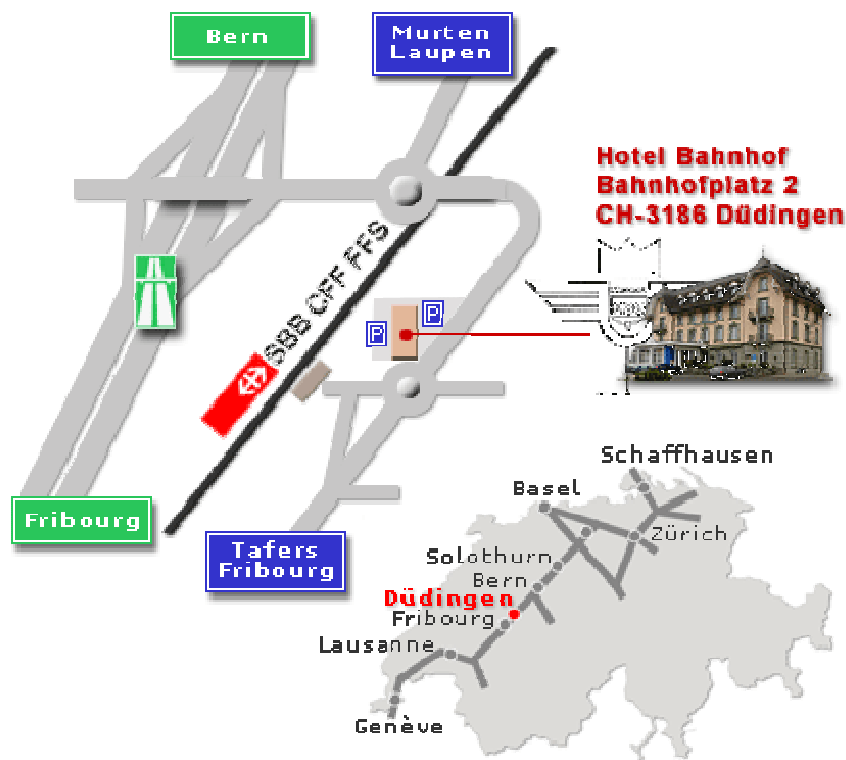 Bern
Murten
Laupen
Hotel Bahnhof
Bahnhofplatz 2
CH-3186 Düdingen
SBB CFF FFS
P
P
Fribourg
Tafers
Fribourg
Schaffhausen
Basel
Zürich
Solothurn
Bern
Düdingen
Fribourg
Lausanne
Genève